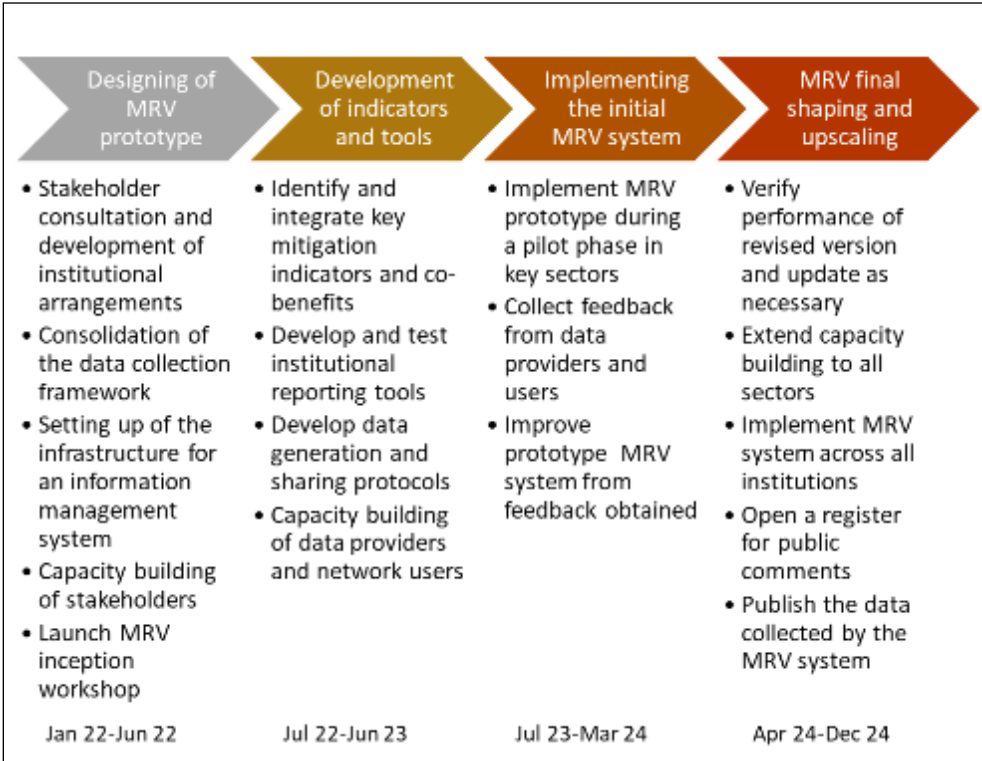 Designing of
MRV
prototype
• Stakeholder
consultation and
development of
institutional
arrangements
• Consolidation of
the data collection
framework
• Setting up of the
infrastructure for
an information
management
system
• Capacity building
of stakeholders
• Launch MRV
inception
workshop
Jan 22-Jun 22
Development
of indicators
and tools
• Identify and
integrate key
mitigation
indicators and co-
benefits
• Develop and test
institutional
reporting tools
• Develop data
generation and
sharing protocols
• Capacity building
of data providers
and network users
Jul 22-Jun 23
Implementing
the initial
MRV system
• Implement MRV
prototype during
a pilot phase in
key sectors
• Collect feedback
from data
providers and
users
• Improve
prototype MRV
system from
feedback obtained
Jul 23-Mar 24
MRV final
shaping and
upscaling
• Verify
performance of
revised version
and update as
necessary
• Extend capacity
building to all
sectors
• Implement MRV
system across all
institutions
• Open a register
for public
comments
• Publish the data
collected by the
MRV system
Apr 24-Dec 24